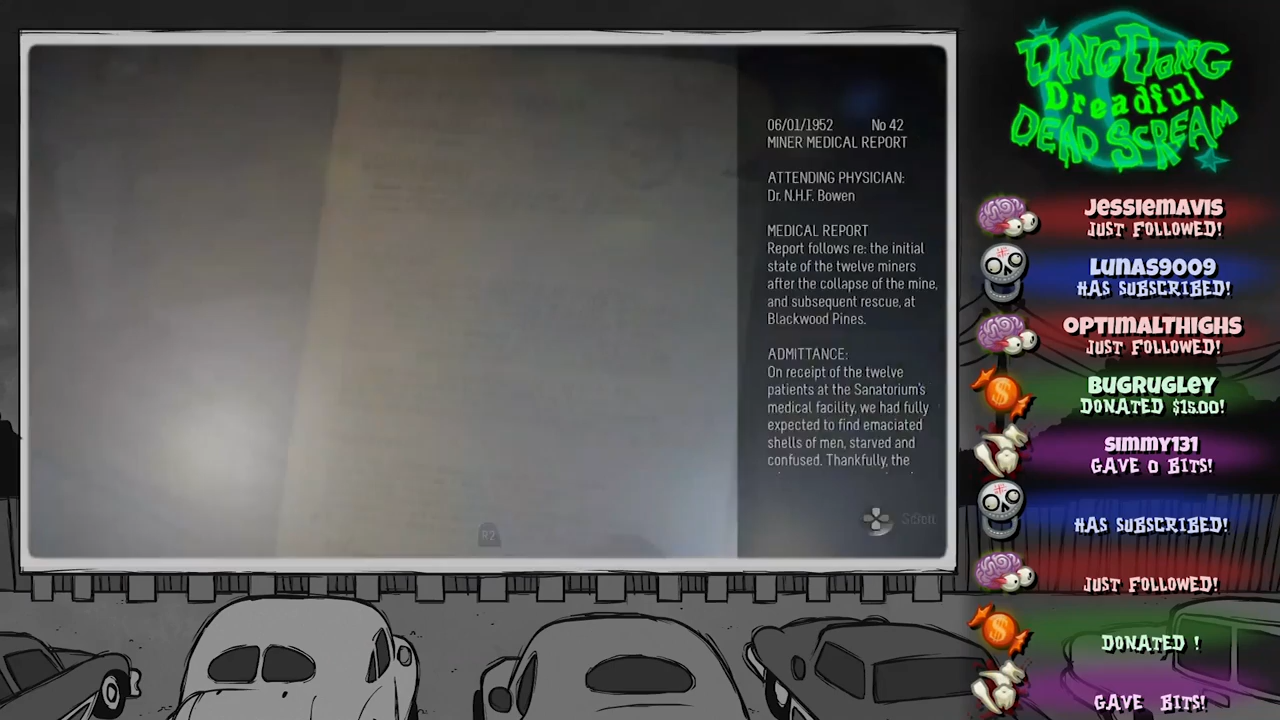 06/01/1952 No 42
MINER MEDICAL REPORT
ATTENDING PHYSICIAN:
Dr. N.H.F. Bowen
MEDICAL REPORT
Report follows re: the initial
state of the twelve miners
after the collapse of the mine,
and subsequent rescue, at
Blackwood Pines.
ADMITTANCE:
On receipt of the twelve
patients at the Sanatorium's
medical facility, we had fully
expected to find emaciated
shells of men, starved and
confused. Thankfully, the
Scroll
R2
DING DONG
Dreadful
DEAD SCREAM
JESSIEMAVIS
JUST FOLLOWED!
LUNAS9009
HAS SUBSCRIBED!
OPTIMALTHIGHS
JUST FOLLOWED!
BUGRUGLEY
DONATED $15.00!
SIMMY131
GAVE 0 BITS!
HAS SUBSCRIBED!
JUST FOLLOWED!
DONATED !
GAVE BITS!